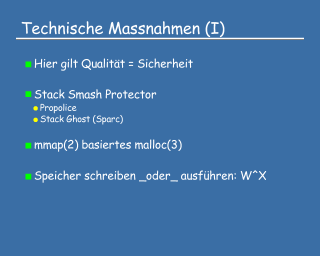 Technische Massnahmen (I)
Hier gilt Qualität = Sicherheit
Stack Smash Protector
Propolice
Stack Ghost (Sparc)
mmap(2) basiertes malloc(3)
Speicher schreiben _oder_ ausführen: W^X